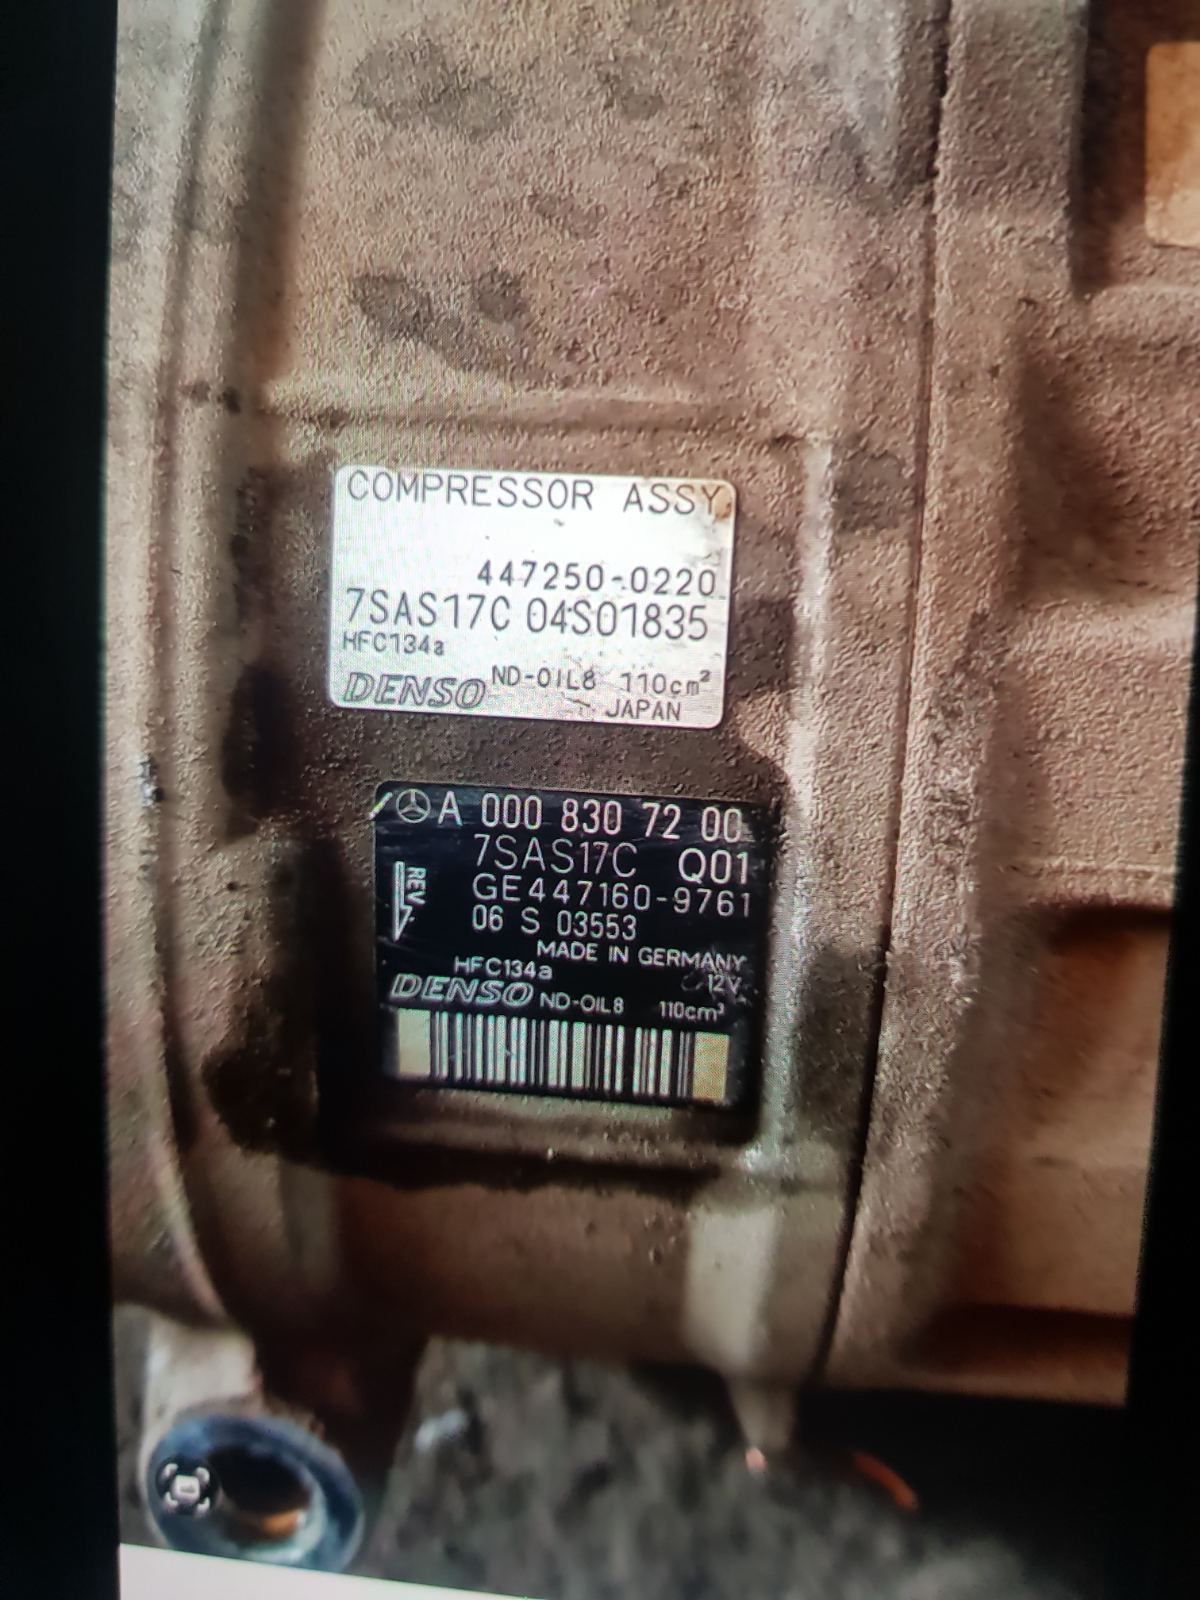 COMPRESSOR ASSY
447250-0220
7SAS17C 04S01835
HFC134a
ND-OIL8 110cm³
DENSO JAPAN
A 000 830 72 00
7SAS17C Q01
REV
GE447160-9761
06 S 03553
MADE IN GERMANY
HFC134a 12V
DENSO ND-OIL8 110cm³